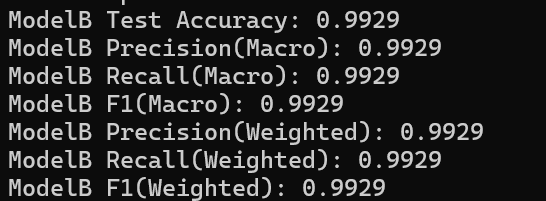 ModelB Test Accuracy: 0.9929
ModelB Precision(Macro): 0.9929
ModelB Recall(Macro): 0.9929
ModelB F1(Macro): 0.9929
ModelB Precision(Weighted): 0.9929
ModelB Recall(Weighted): 0.9929
ModelB F1(Weighted): 0.9929